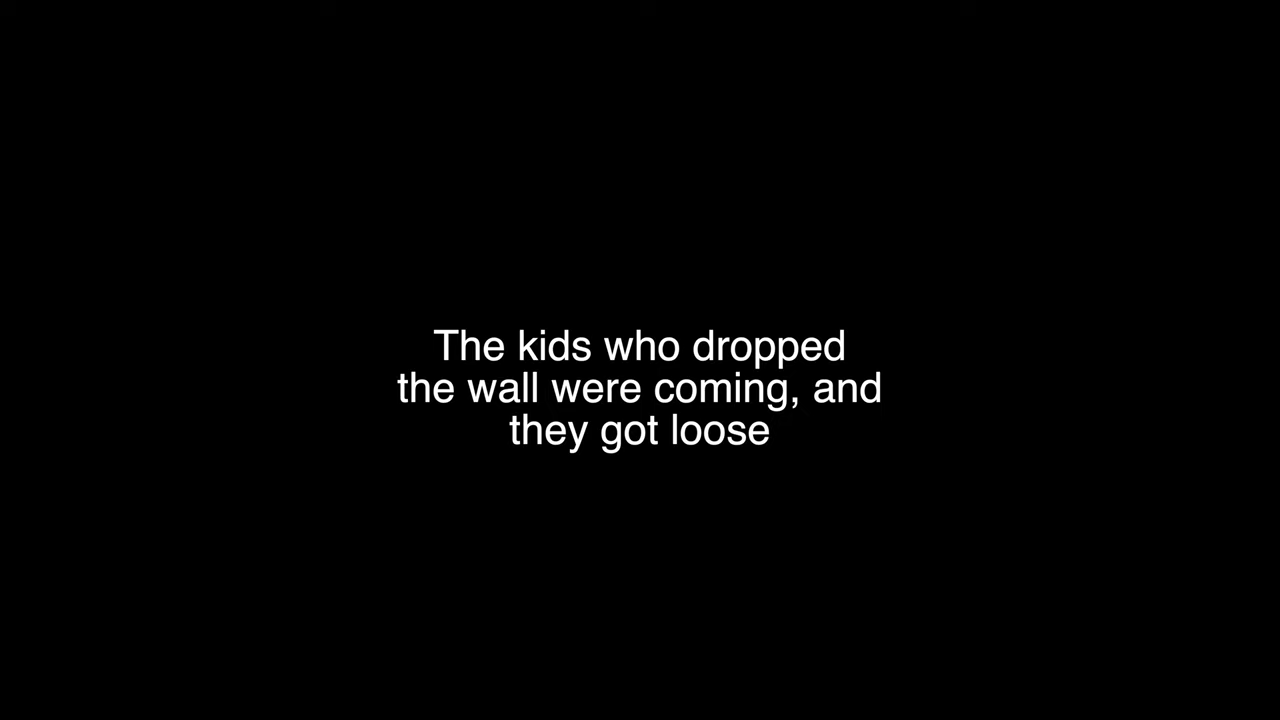 The kids who dropped
the wall were coming, and
they got loose